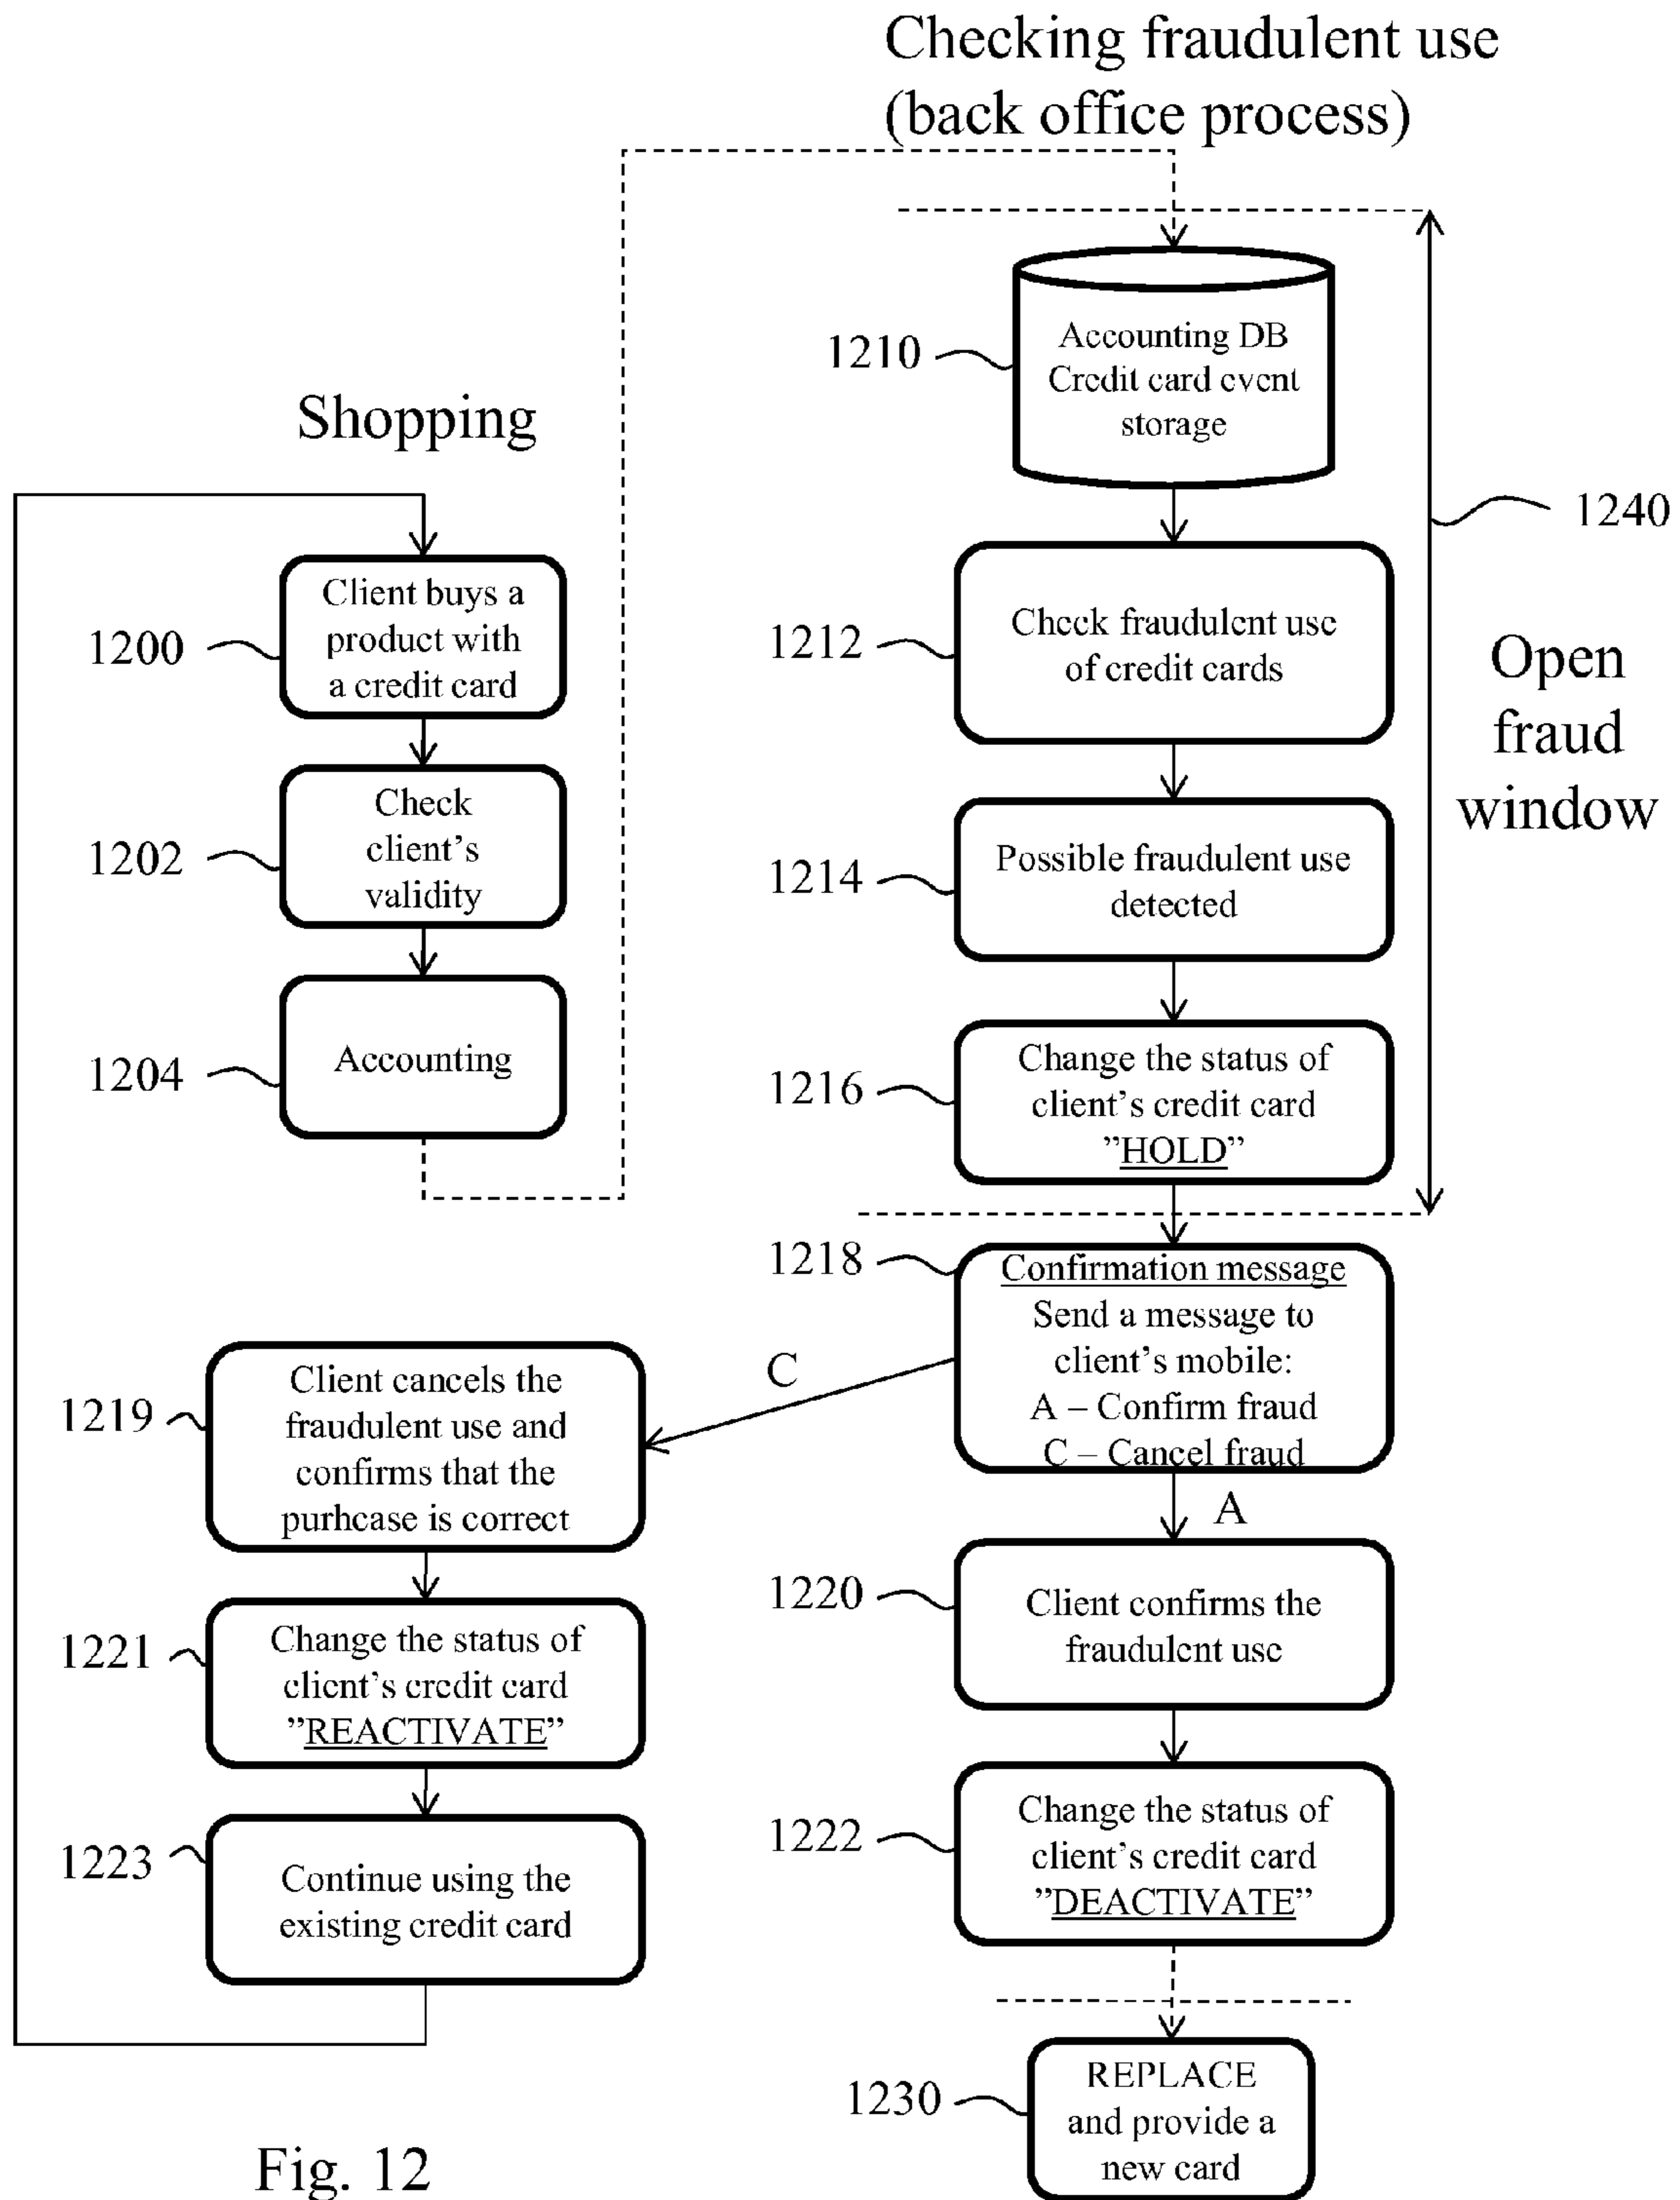 Checking fraudulent use
(back office process)
1210
Accounting DB
Credit card event
storage
Shopping
1240
1200
Client buys a
product with
a credit card
1212
Check fraudulent use
of credit cards
Open
fraud
window
1202
Check
client's
validity
1214
Possible fraudulent use
detected
1204
Accounting
1216
Change the status of
client's credit card
”HOLD”
1218
Confirmation message
Send a message to
client's mobile:
A – Confirm fraud
C – Cancel fraud
C
A
1219
Client cancels the
fraudulent use and
confirms that the
purhcase is correct
1220
Client confirms the
fraudulent use
1221
Change the status of
client's credit card
”REACTIVATE”
1222
Change the status of
client's credit card
”DEACTIVATE”
1223
Continue using the
existing credit card
1230
REPLACE
and provide a
new card
Fig. 12